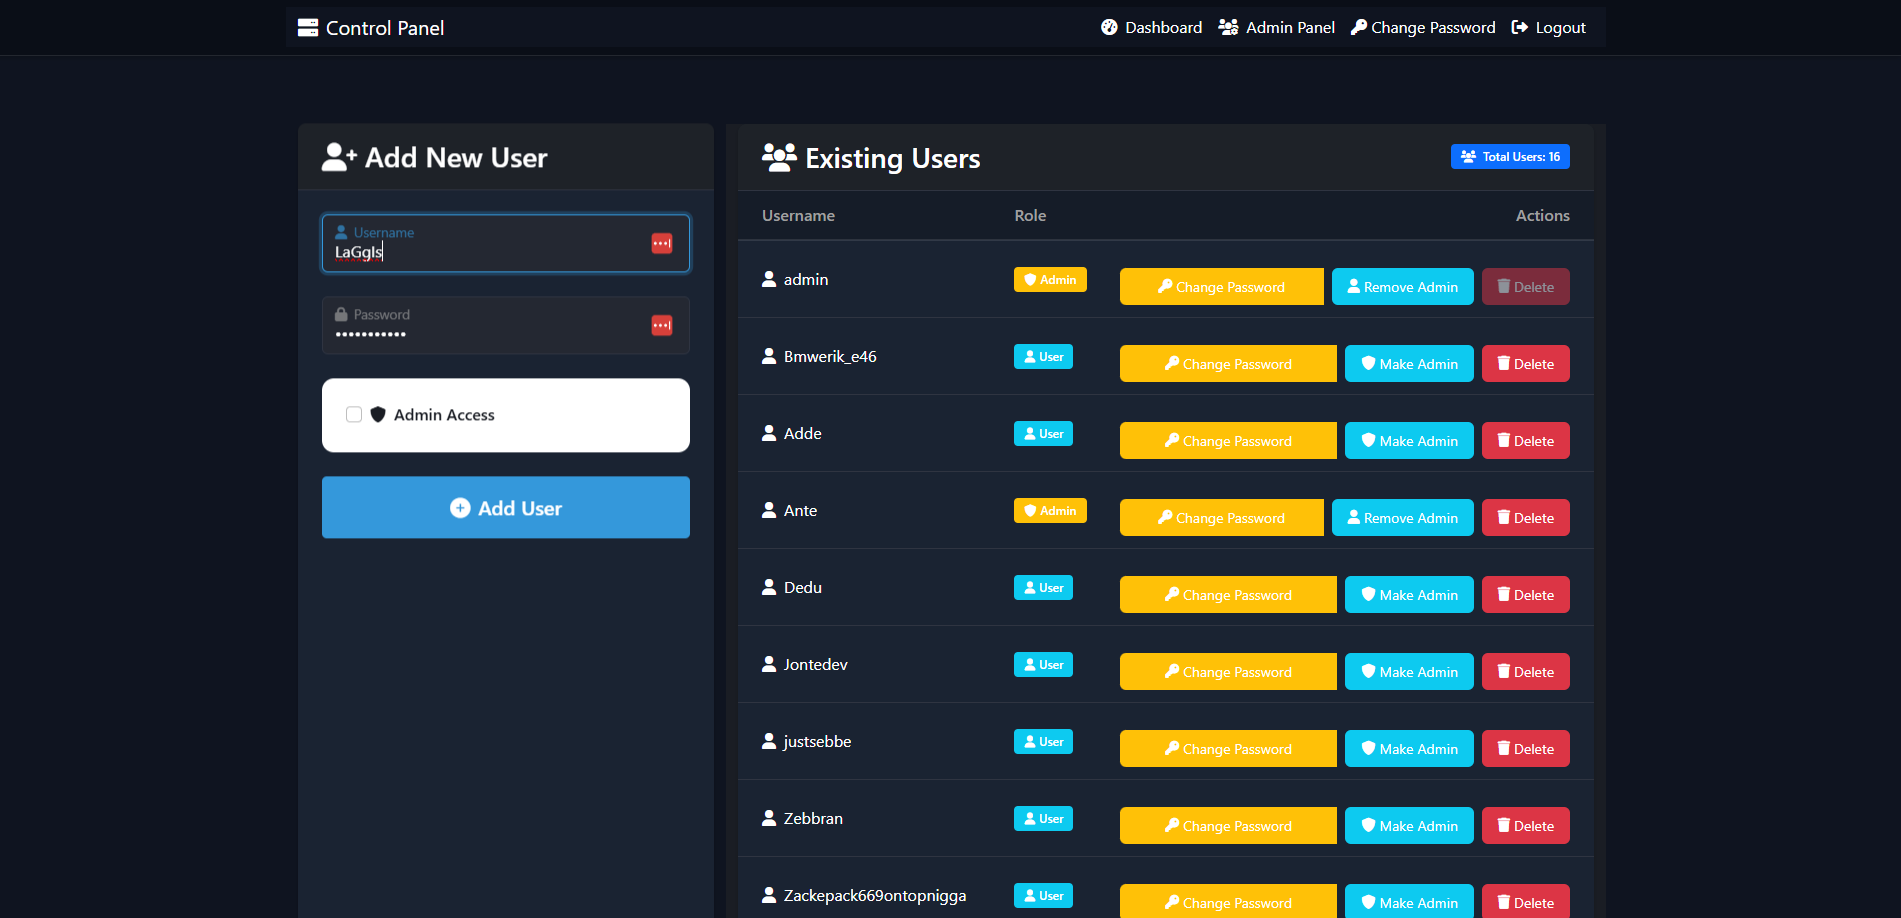 Control Panel
Dashboard Admin Panel Change Password Logout
Add New User
Username
LaGgls
Password
Admin Access
Add User
Existing Users
Total Users: 16
Username Role Actions
admin Admin Change Password Remove Admin Delete
Bmwerik_e46 User Change Password Make Admin Delete
Adde User Change Password Make Admin Delete
Ante Admin Change Password Remove Admin Delete
Dedu User Change Password Make Admin Delete
Jontedev User Change Password Make Admin Delete
justsebbe User Change Password Make Admin Delete
Zebbran User Change Password Make Admin Delete
Zackepack669ontopnigga User Change Password Make Admin Delete